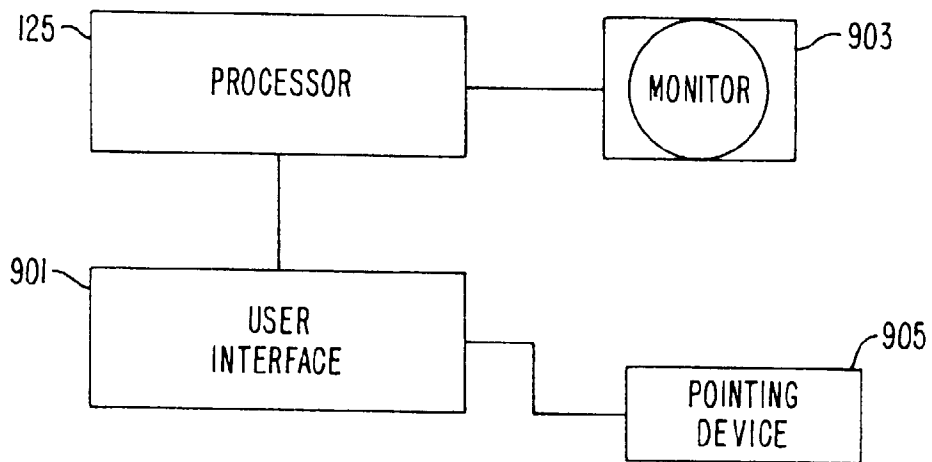 125
PROCESSOR
MONITOR
903
901
USER
INTERFACE
905
POINTING
DEVICE